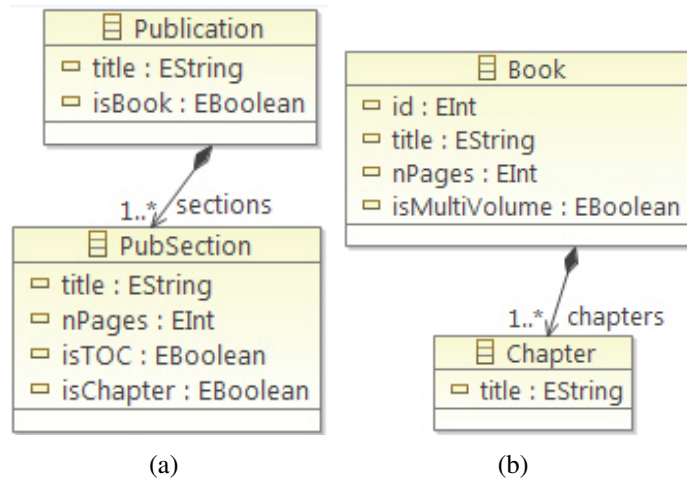 Publication
title : EString
isBook : EBoolean
1..* sections
PubSection
title : EString
nPages : EInt
isTOC : EBoolean
isChapter : EBoolean
(a)
Book
id : EInt
title : EString
nPages : EInt
isMultiVolume : EBoolean
1..* chapters
Chapter
title : EString
(b)